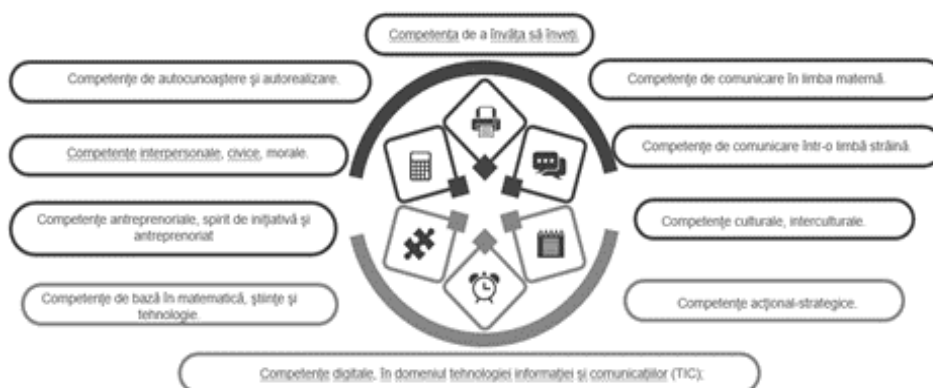 Competența de a învăța să înveți.
Competențe de autocunoaștere și autorealizare.
Competențe de comunicare în limba maternă.
Competențe interpersonale, civice, morale.
Competențe de comunicare într-o limbă străină.
Competențe antreprenoriale, spirit de inițiativă și
antreprenoriat
Competențe culturale, interculturale.
Competențe de bază în matematică, științe și
tehnologie.
Competențe acțional-strategice.
Competențe digitale, în domeniul tehnologiei informației și comunicațiilor (TIC);